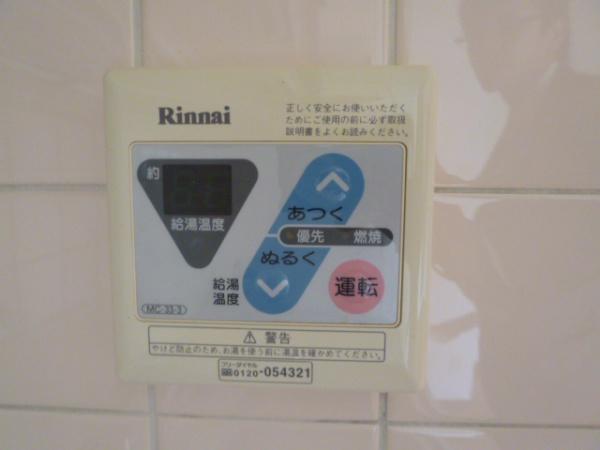 Rinnai
正しく安全にお使いいただく
ためにご使用の前に必ず取扱
説明書をよくお読みください。
約
給湯温度
あつく
優先 燃焼
ぬるく
給湯
温度
運転
MC-33-3
⚠ 警告
やけど防止のため、お湯を使う前に湯温を確かめてください。
フリーダイヤル
0120-054321